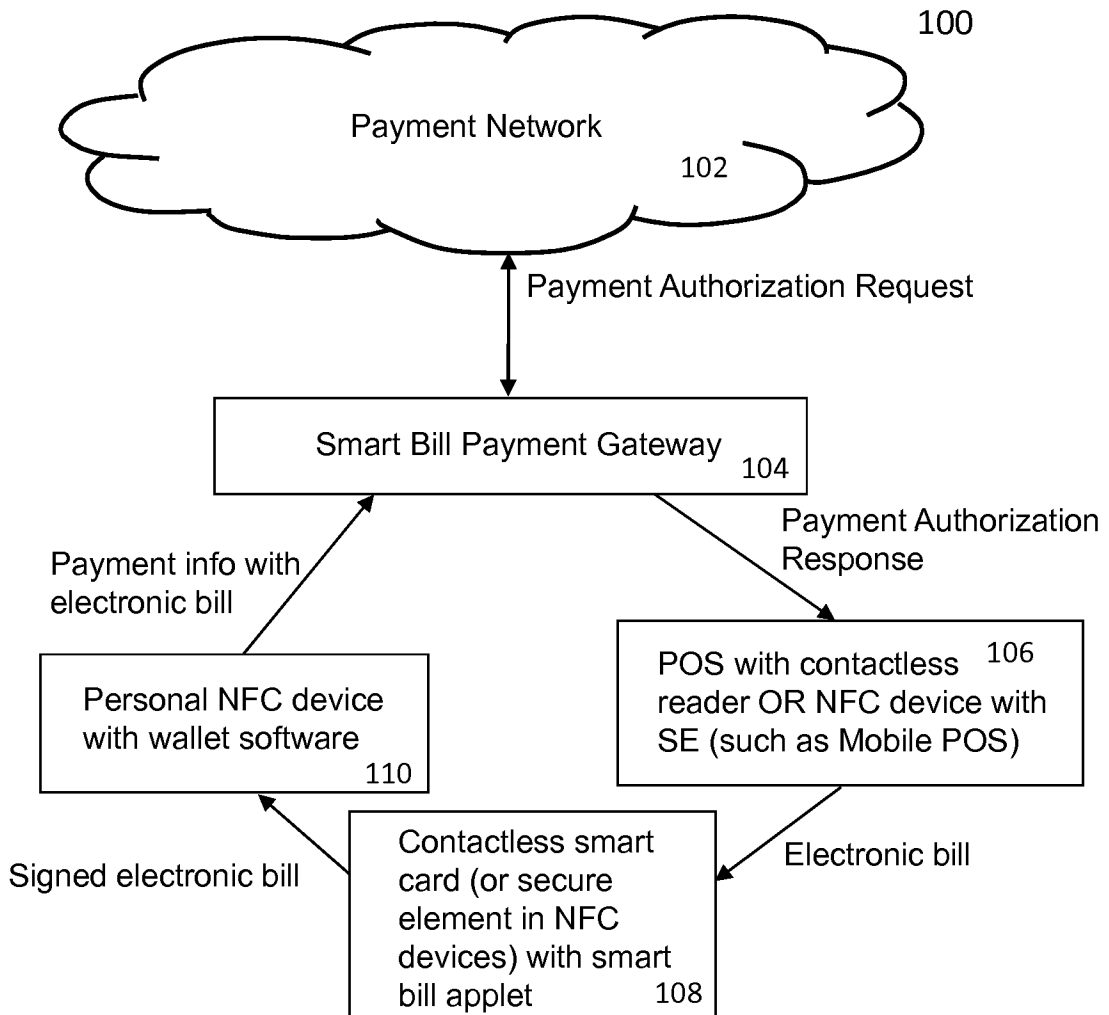 100
Payment Network
102
Payment Authorization Request
Smart Bill Payment Gateway
104
Payment Authorization
Response
Payment info with
electronic bill
POS with contactless
106
reader OR NFC device with
SE (such as Mobile POS)
Personal NFC device
with wallet software
110
Electronic bill
Signed electronic bill
Contactless smart
card (or secure
element in NFC
devices) with smart
bill applet
108